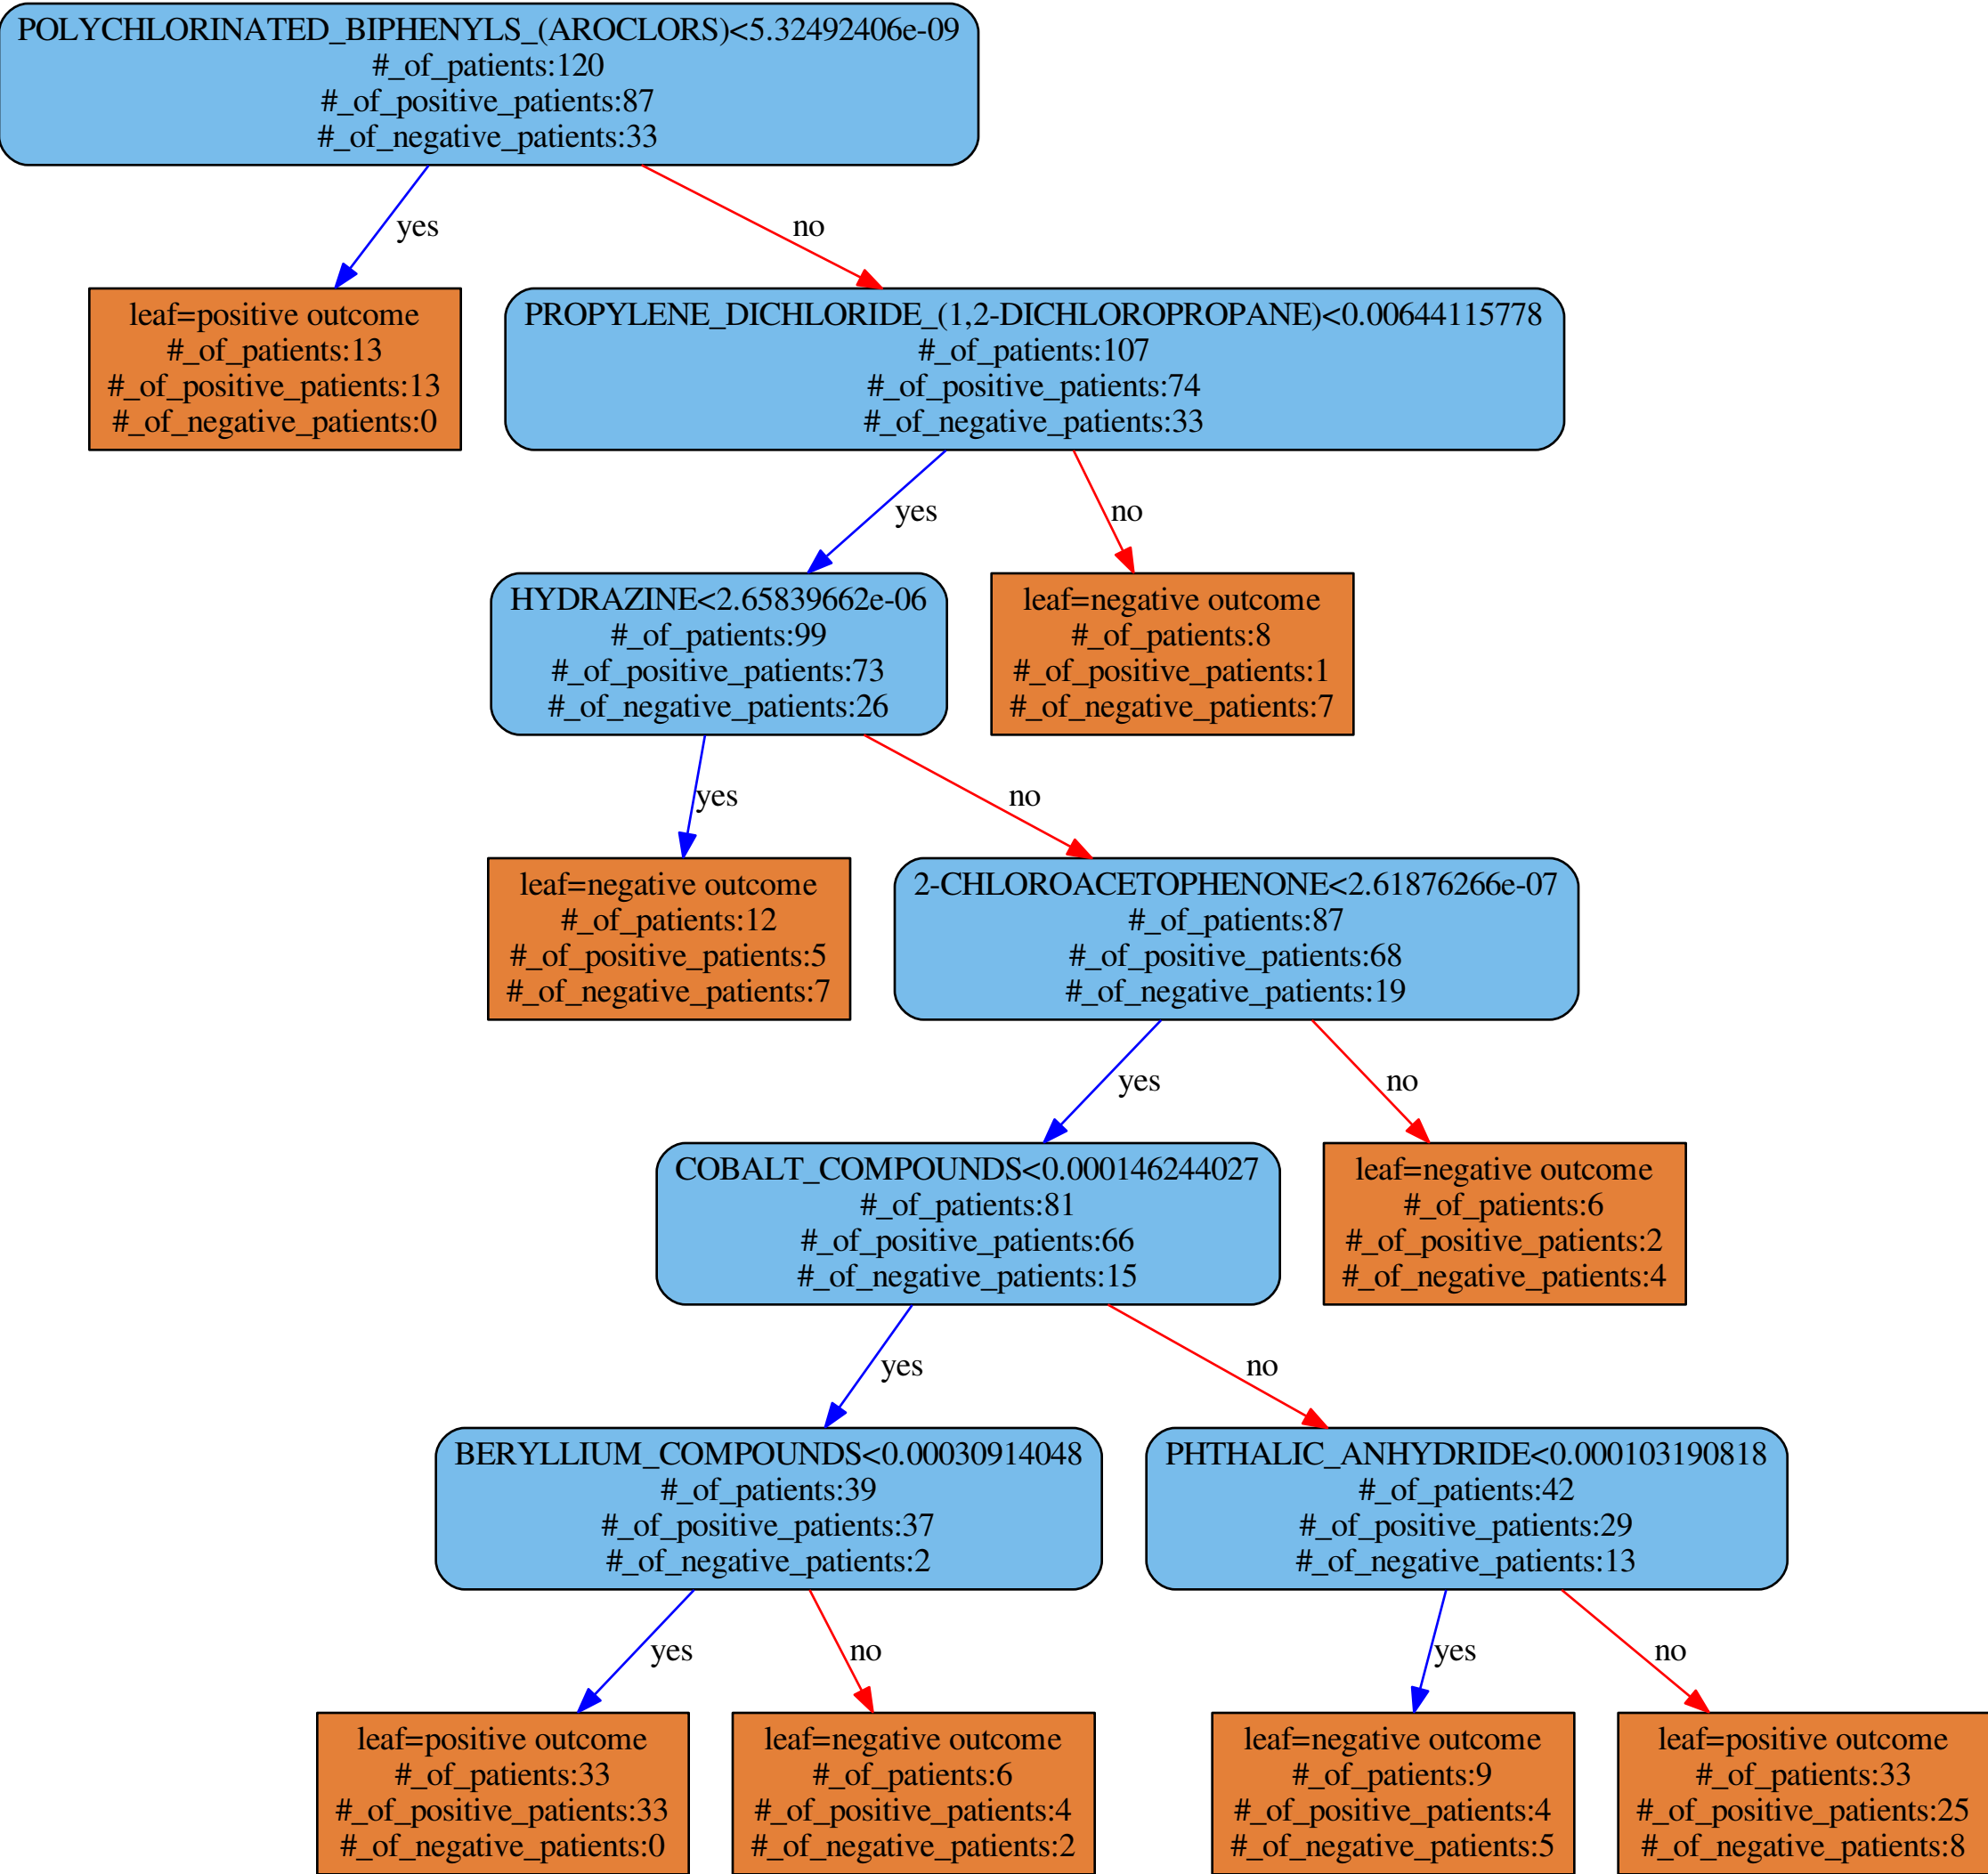 POLYCHLORINATED_BIPHENYLS_(AROCLORS)<5.32492406e-09
#_of_patients:120
#_of_positive_patients:87
#_of_negative_patients:33
yes
no
leaf=positive outcome
#_of_patients:13
#_of_positive_patients:13
#_of_negative_patients:0
PROPYLENE_DICHLORIDE_(1,2-DICHLOROPROPANE)<0.00644115778
#_of_patients:107
#_of_positive_patients:74
#_of_negative_patients:33
yes
no
HYDRAZINE<2.65839662e-06
#_of_patients:99
#_of_positive_patients:73
#_of_negative_patients:26
leaf=negative outcome
#_of_patients:8
#_of_positive_patients:1
#_of_negative_patients:7
yes
no
leaf=negative outcome
#_of_patients:12
#_of_positive_patients:5
#_of_negative_patients:7
2-CHLOROACETOPHENONE<2.61876266e-07
#_of_patients:87
#_of_positive_patients:68
#_of_negative_patients:19
yes
no
COBALT_COMPOUNDS<0.000146244027
#_of_patients:81
#_of_positive_patients:66
#_of_negative_patients:15
leaf=negative outcome
#_of_patients:6
#_of_positive_patients:2
#_of_negative_patients:4
yes
no
BERYLLIUM_COMPOUNDS<0.00030914048
#_of_patients:39
#_of_positive_patients:37
#_of_negative_patients:2
PHTHALIC_ANHYDRIDE<0.000103190818
#_of_patients:42
#_of_positive_patients:29
#_of_negative_patients:13
yes
no
yes
no
leaf=positive outcome
#_of_patients:33
#_of_positive_patients:33
#_of_negative_patients:0
leaf=negative outcome
#_of_patients:6
#_of_positive_patients:4
#_of_negative_patients:2
leaf=negative outcome
#_of_patients:9
#_of_positive_patients:4
#_of_negative_patients:5
leaf=positive outcome
#_of_patients:33
#_of_positive_patients:25
#_of_negative_patients:8